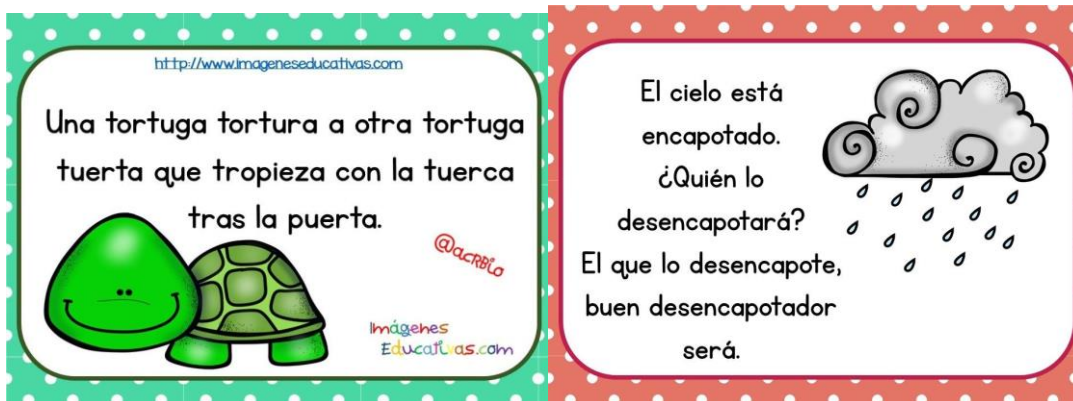 http://www.imageneseducativas.com
Una tortuga tortura a otra tortuga
tuerta que tropieza con la tuerca
tras la puerta.
@acrbio
Imágenes
Educativas.com
El cielo está
encapotado.
¿Quién lo
desencapotará?
El que lo desencapote,
buen desencapotador
será.